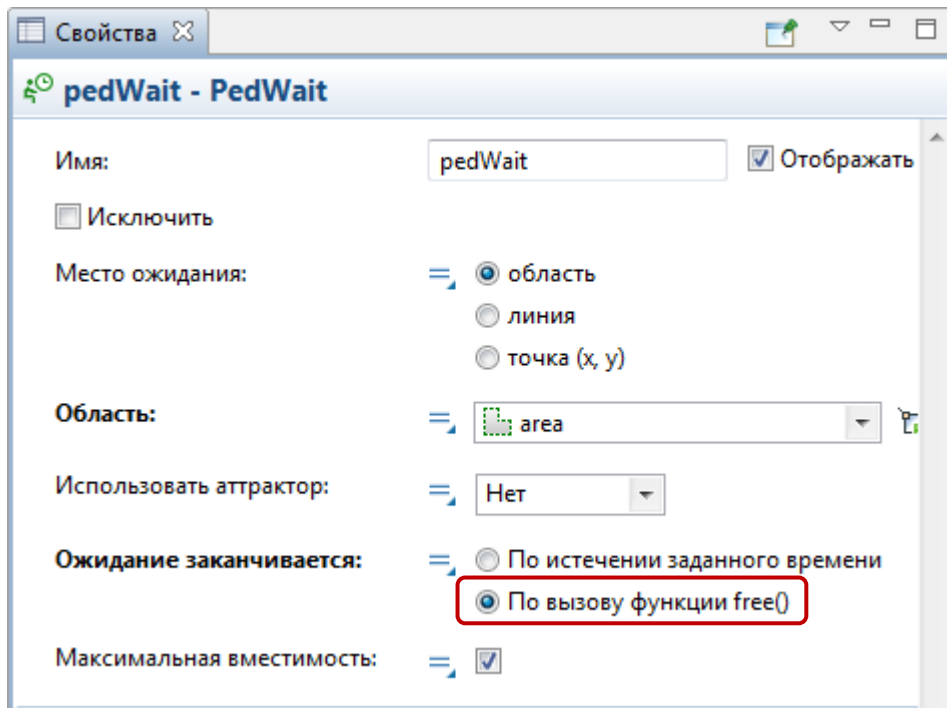 Свойства
pedWait - PedWait
Имя: pedWait Отображать
Исключить
Место ожидания: область
линия
точка (x, y)
Область: area
Использовать аттрактор: Нет
Ожидание заканчивается: По истечении заданного времени
По вызову функции free()
Максимальная вместимость: